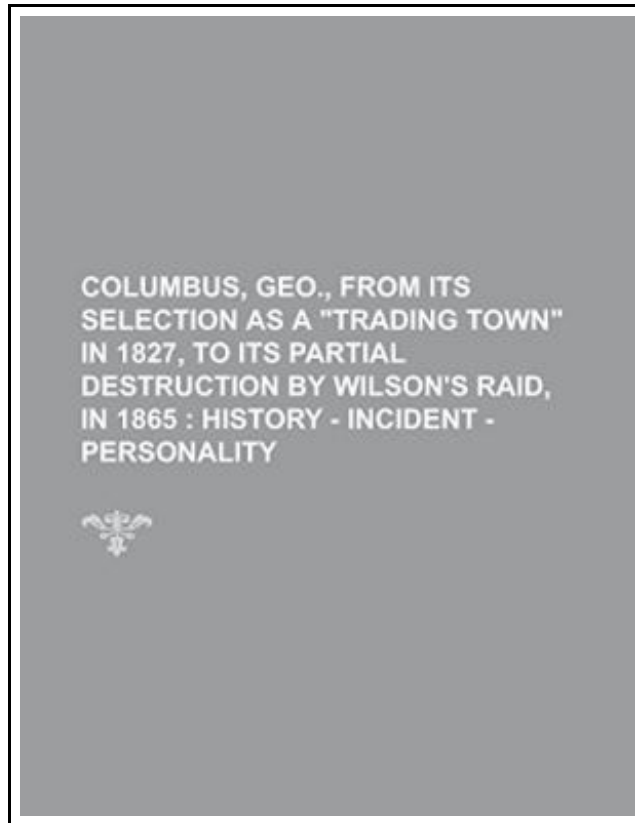 COLUMBUS, GEO., FROM ITS
SELECTION AS A "TRADING TOWN"
IN 1827, TO ITS PARTIAL
DESTRUCTION BY WILSON'S RAID,
IN 1865 : HISTORY - INCIDENT -
PERSONALITY